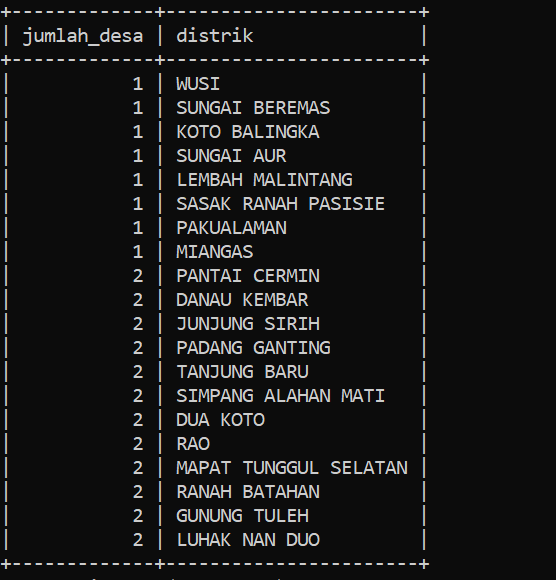 +-------------+-----------------------+
| jumlah_desa | distrik               |
+-------------+-----------------------+
|           1 | WUSI                  |
|           1 | SUNGAI BEREMAS        |
|           1 | KOTO BALINGKA         |
|           1 | SUNGAI AUR            |
|           1 | LEMBAH MALINTANG      |
|           1 | SASAK RANAH PASISIE   |
|           1 | PAKUALAMAN            |
|           1 | MIANGAS               |
|           2 | PANTAI CERMIN         |
|           2 | DANAU KEMBAR          |
|           2 | JUNJUNG SIRIH         |
|           2 | PADANG GANTING        |
|           2 | TANJUNG BARU          |
|           2 | SIMPANG ALAHAN MATI   |
|           2 | DUA KOTO              |
|           2 | RAO                   |
|           2 | MAPAT TUNGGUL SELATAN |
|           2 | RANAH BATAHAN         |
|           2 | GUNUNG TULEH          |
|           2 | LUHAK NAN DUO         |
+-------------+-----------------------+